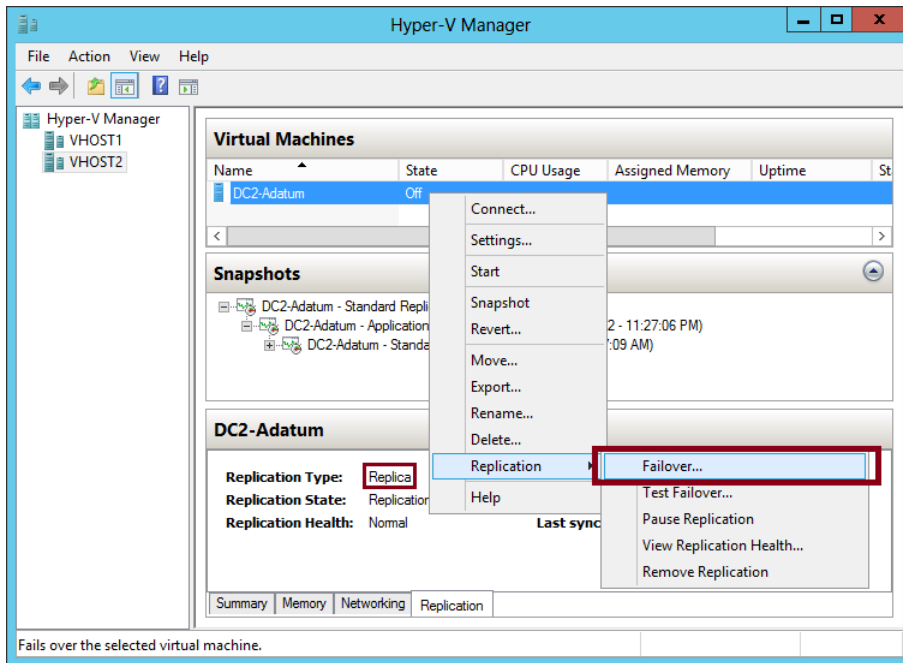 Hyper-V Manager
File Action View Help
Hyper-V Manager
VHOST1
VHOST2
Virtual Machines
Name State CPU Usage Assigned Memory Uptime St
DC2-Adatum Off
Snapshots
DC2-Adatum - Standard Repli
DC2-Adatum - Application 2 - 11:27:06 PM)
DC2-Adatum - Standa :09 AM)
Connect...
Settings...
Start
Snapshot
Revert...
Move...
Export...
Rename...
Delete...
Replication
Help
Failover...
Test Failover...
Pause Replication
View Replication Health...
Remove Replication
DC2-Adatum
Replication Type: Replica
Replication State: Replication
Replication Health: Normal Last sync
Summary Memory Networking Replication
Fails over the selected virtual machine.